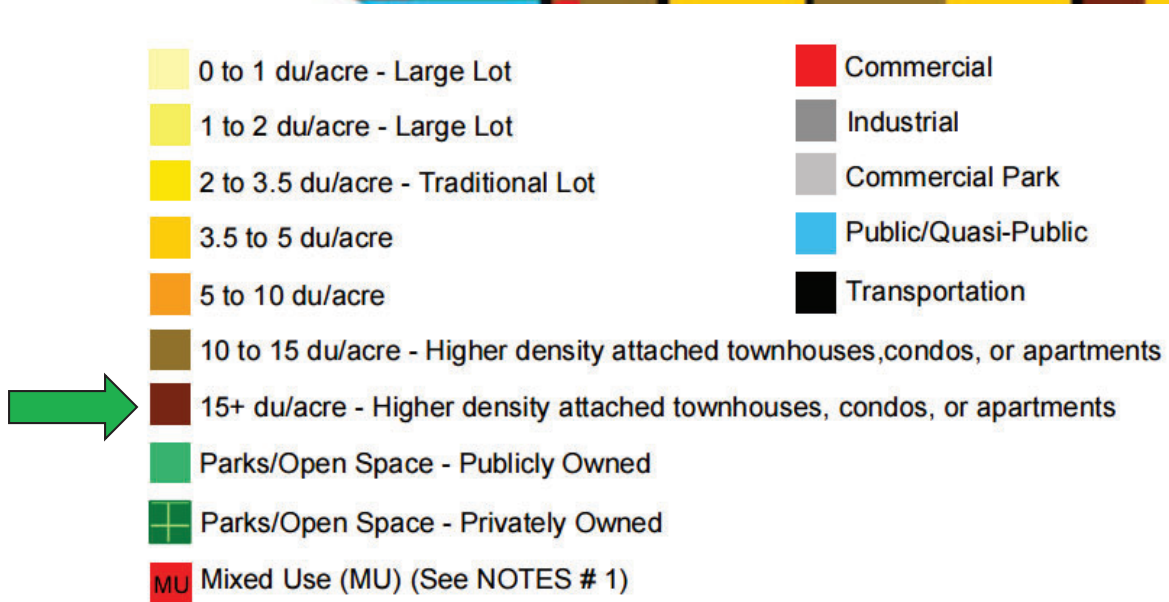 0 to 1 du/acre - Large Lot
1 to 2 du/acre - Large Lot
2 to 3.5 du/acre - Traditional Lot
3.5 to 5 du/acre
5 to 10 du/acre
10 to 15 du/acre - Higher density attached townhouses,condos, or apartments
15+ du/acre - Higher density attached townhouses, condos, or apartments
Parks/Open Space - Publicly Owned
Parks/Open Space - Privately Owned
MU Mixed Use (MU) (See NOTES # 1)
Commercial
Industrial
Commercial Park
Public/Quasi-Public
Transportation